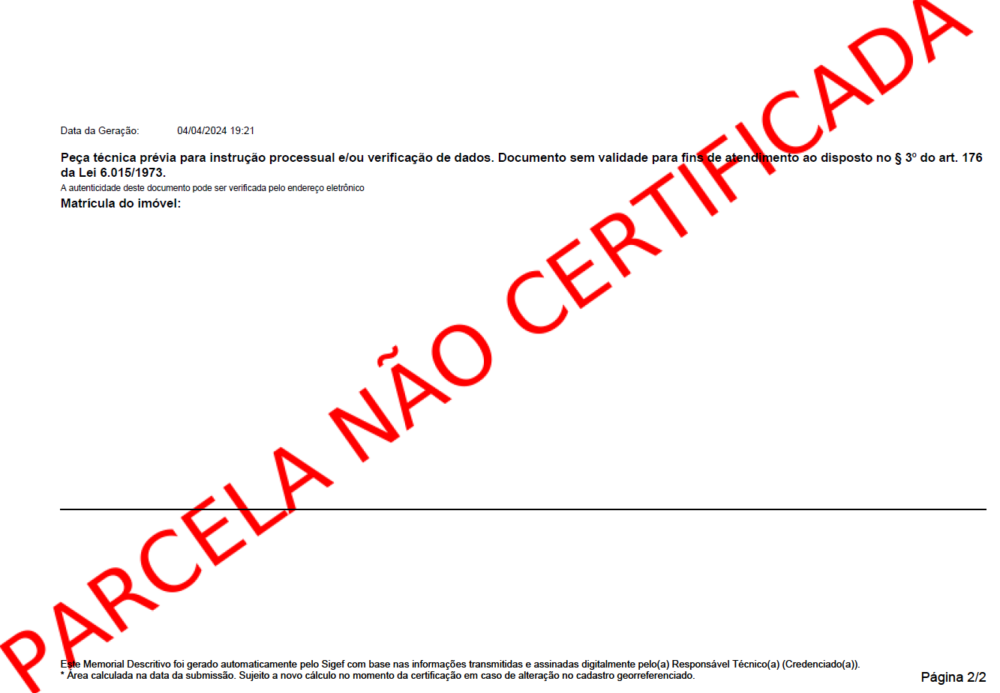 Data da Geração: 04/04/2024 19:21
Peça técnica prévia para instrução processual e/ou verificação de dados. Documento sem validade para fins de atendimento ao disposto no § 3º do art. 176
da Lei 6.015/1973.
A autenticidade deste documento pode ser verificada pelo endereço eletrônico
Matrícula do imóvel:
PARCELA NÃO CERTIFICADA
Este Memorial Descritivo foi gerado automaticamente pelo Sigef com base nas informações transmitidas e assinadas digitalmente pelo(a) Responsável Técnico(a) (Credenciado(a)).
* Área calculada na data da submissão. Sujeito a novo cálculo no momento da certificação em caso de alteração no cadastro georreferenciado.
Página 2/2